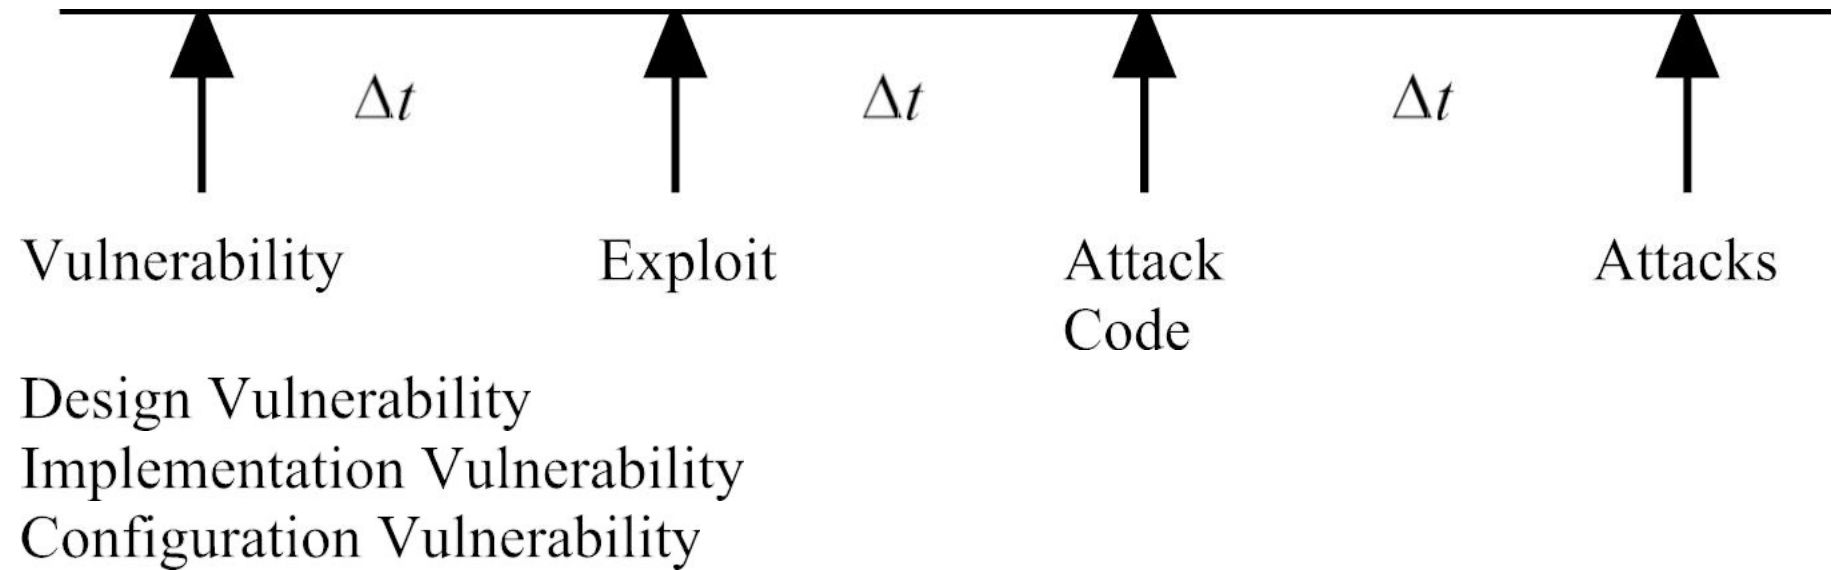 Δt Δt Δt
Vulnerability Exploit Attack Attacks
Code
Design Vulnerability
Implementation Vulnerability
Configuration Vulnerability